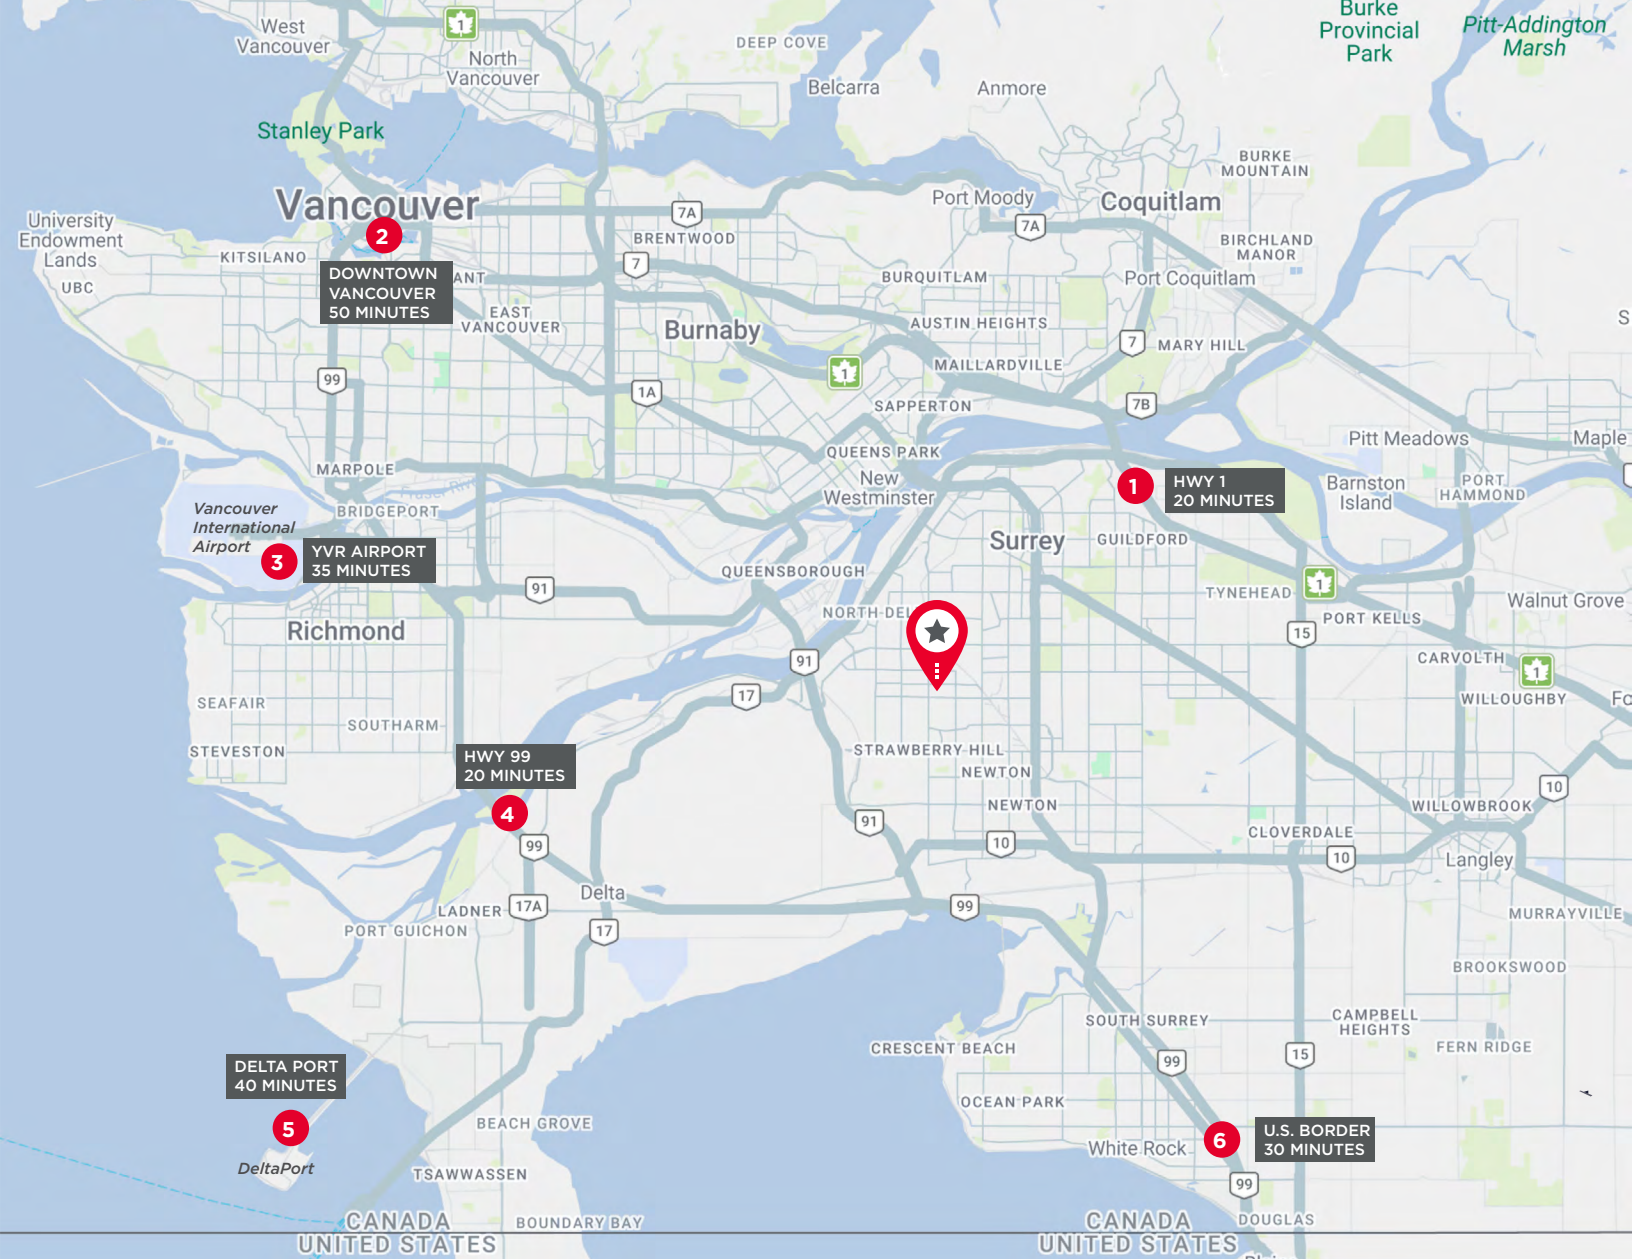 West
Vancouver
1
North
Vancouver
DEEP COVE
Belcarra
Anmore
Burke
Provincial
Park
Pitt-Addington
Marsh
Stanley Park
BURKE
MOUNTAIN
Vancouver
2
University
Endowment
Lands
UBC
KITSILANO
DOWNTOWN
VANCOUVER
50 MINUTES
ANT
EAST
VANCOUVER
7A
BRENTWOOD
7
Port Moody
7A
Coquitlam
BIRCHLAND
MANOR
BURQUITLAM
Port Coquitlam
Burnaby
AUSTIN HEIGHTS
7
MARY HILL
S
99
1A
1
MAILLARDVILLE
SAPPERTON
7B
QUEENS PARK
Pitt Meadows
Maple
MARPOLE
Fraser Riv
BRIDGEPORT
New
Westminster
1
HWY 1
20 MINUTES
Barnston
Island
PORT
HAMMOND
Vancouver
International
Airport
3
YVR AIRPORT
35 MINUTES
Surrey
GUILDFORD
QUEENSBOROUGH
91
TYNEHEAD
1
Walnut Grove
NORTH DEL
PORT KELLS
Richmond
15
91
CARVOLTH
1
17
WILLOUGHBY
Fo
SEAFAIR
SOUTHARM
STEVESTON
HWY 99
20 MINUTES
STRAWBERRY HILL
NEWTON
10
4
NEWTON
WILLOWBROOK
91
99
10
CLOVERDALE
10
Langley
Delta
LADNER
17A
99
MURRAYVILLE
PORT GUICHON
17
BROOKSWOOD
SOUTH SURREY
CAMPBELL
HEIGHTS
CRESCENT BEACH
99
15
FERN RIDGE
DELTA PORT
40 MINUTES
OCEAN PARK
5
BEACH GROVE
White Rock
6
U.S. BORDER
30 MINUTES
DeltaPort
TSAWWASSEN
99
CANADA
UNITED STATES
BOUNDARY BAY
CANADA
UNITED STATES
DOUGLAS